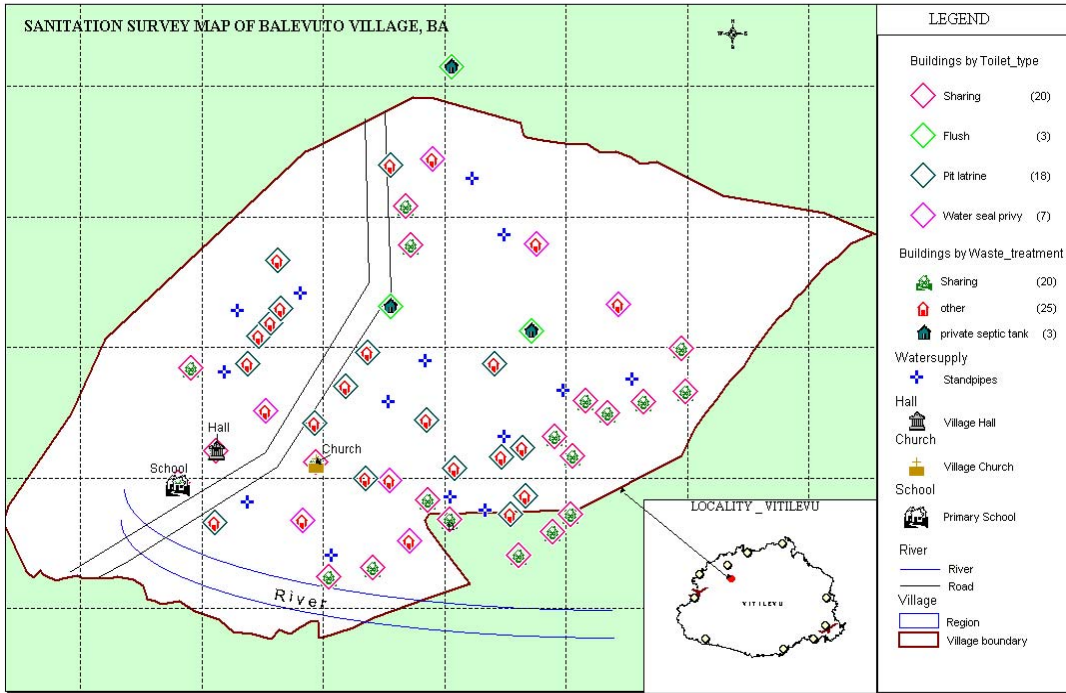 SANITATION SURVEY MAP OF BALEVUTO VILLAGE, BA
N
Hall
Church
School
River
LOCALITY _ VITILEVU
VITILEVU
LEGEND
Buildings by Toilet_type
Sharing (20)
Flush (3)
Pit latrine (18)
Water seal privy (7)
Buildings by Waste_treatment
Sharing (20)
other (25)
private septic tank (3)
Watersupply
Standpipes
Hall
Village Hall
Church
Village Church
School
Primary School
River
River
Road
Village
Region
Village boundary